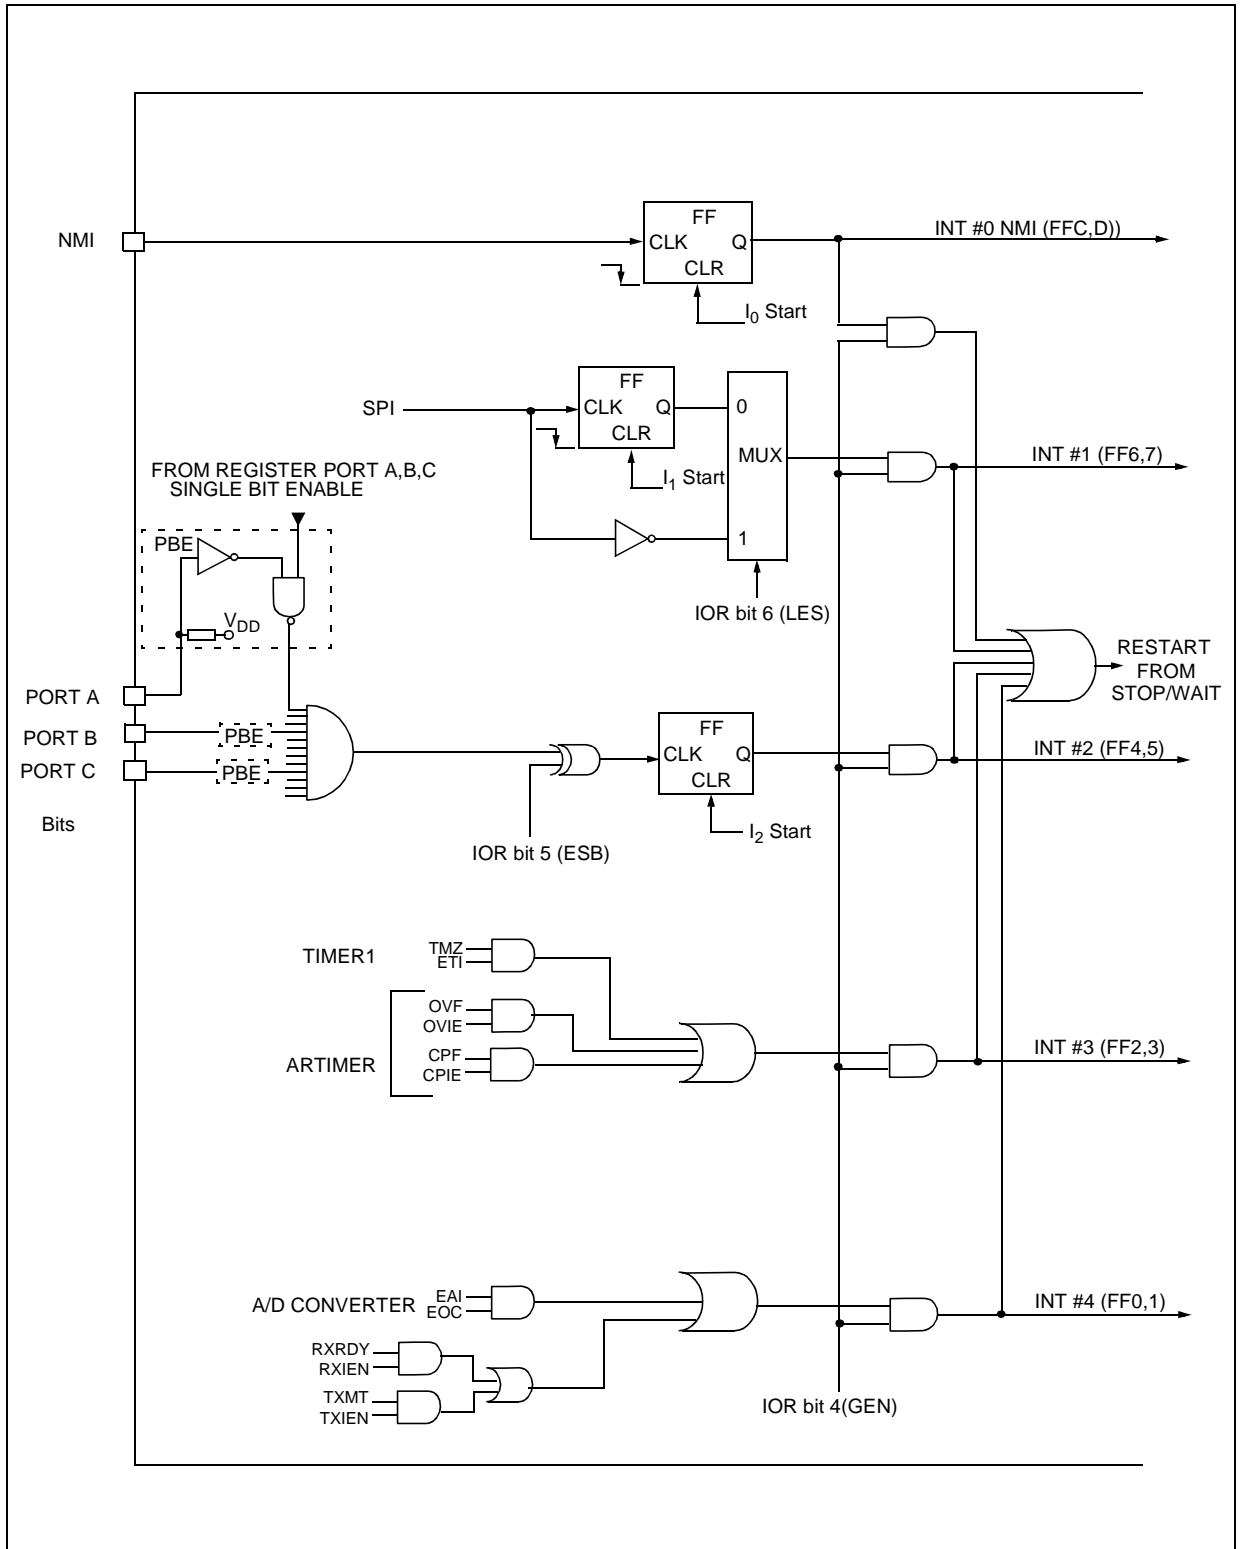 FF
NMI
CLK
Q
CLR
INT #0 NMI (FFC,D))
I0 Start
FF
SPI
CLK
Q
0
CLR
MUX
INT #1 (FF6,7)
I1 Start
FROM REGISTER PORT A,B,C
SINGLE BIT ENABLE
PBE
1
VDD
IOR bit 6 (LES)
RESTART
FROM
STOP/WAIT
PORT A
PORT B
PBE
PORT C
PBE
FF
CLK
Q
CLR
INT #2 (FF4,5)
Bits
I2 Start
IOR bit 5 (ESB)
TIMER1
TMZ
ETI
OVF
OVIE
ARTIMER
CPF
CPIE
INT #3 (FF2,3)
A/D CONVERTER
EAI
EOC
INT #4 (FF0,1)
RXRDY
RXIEN
TXMT
TXIEN
IOR bit 4(GEN)